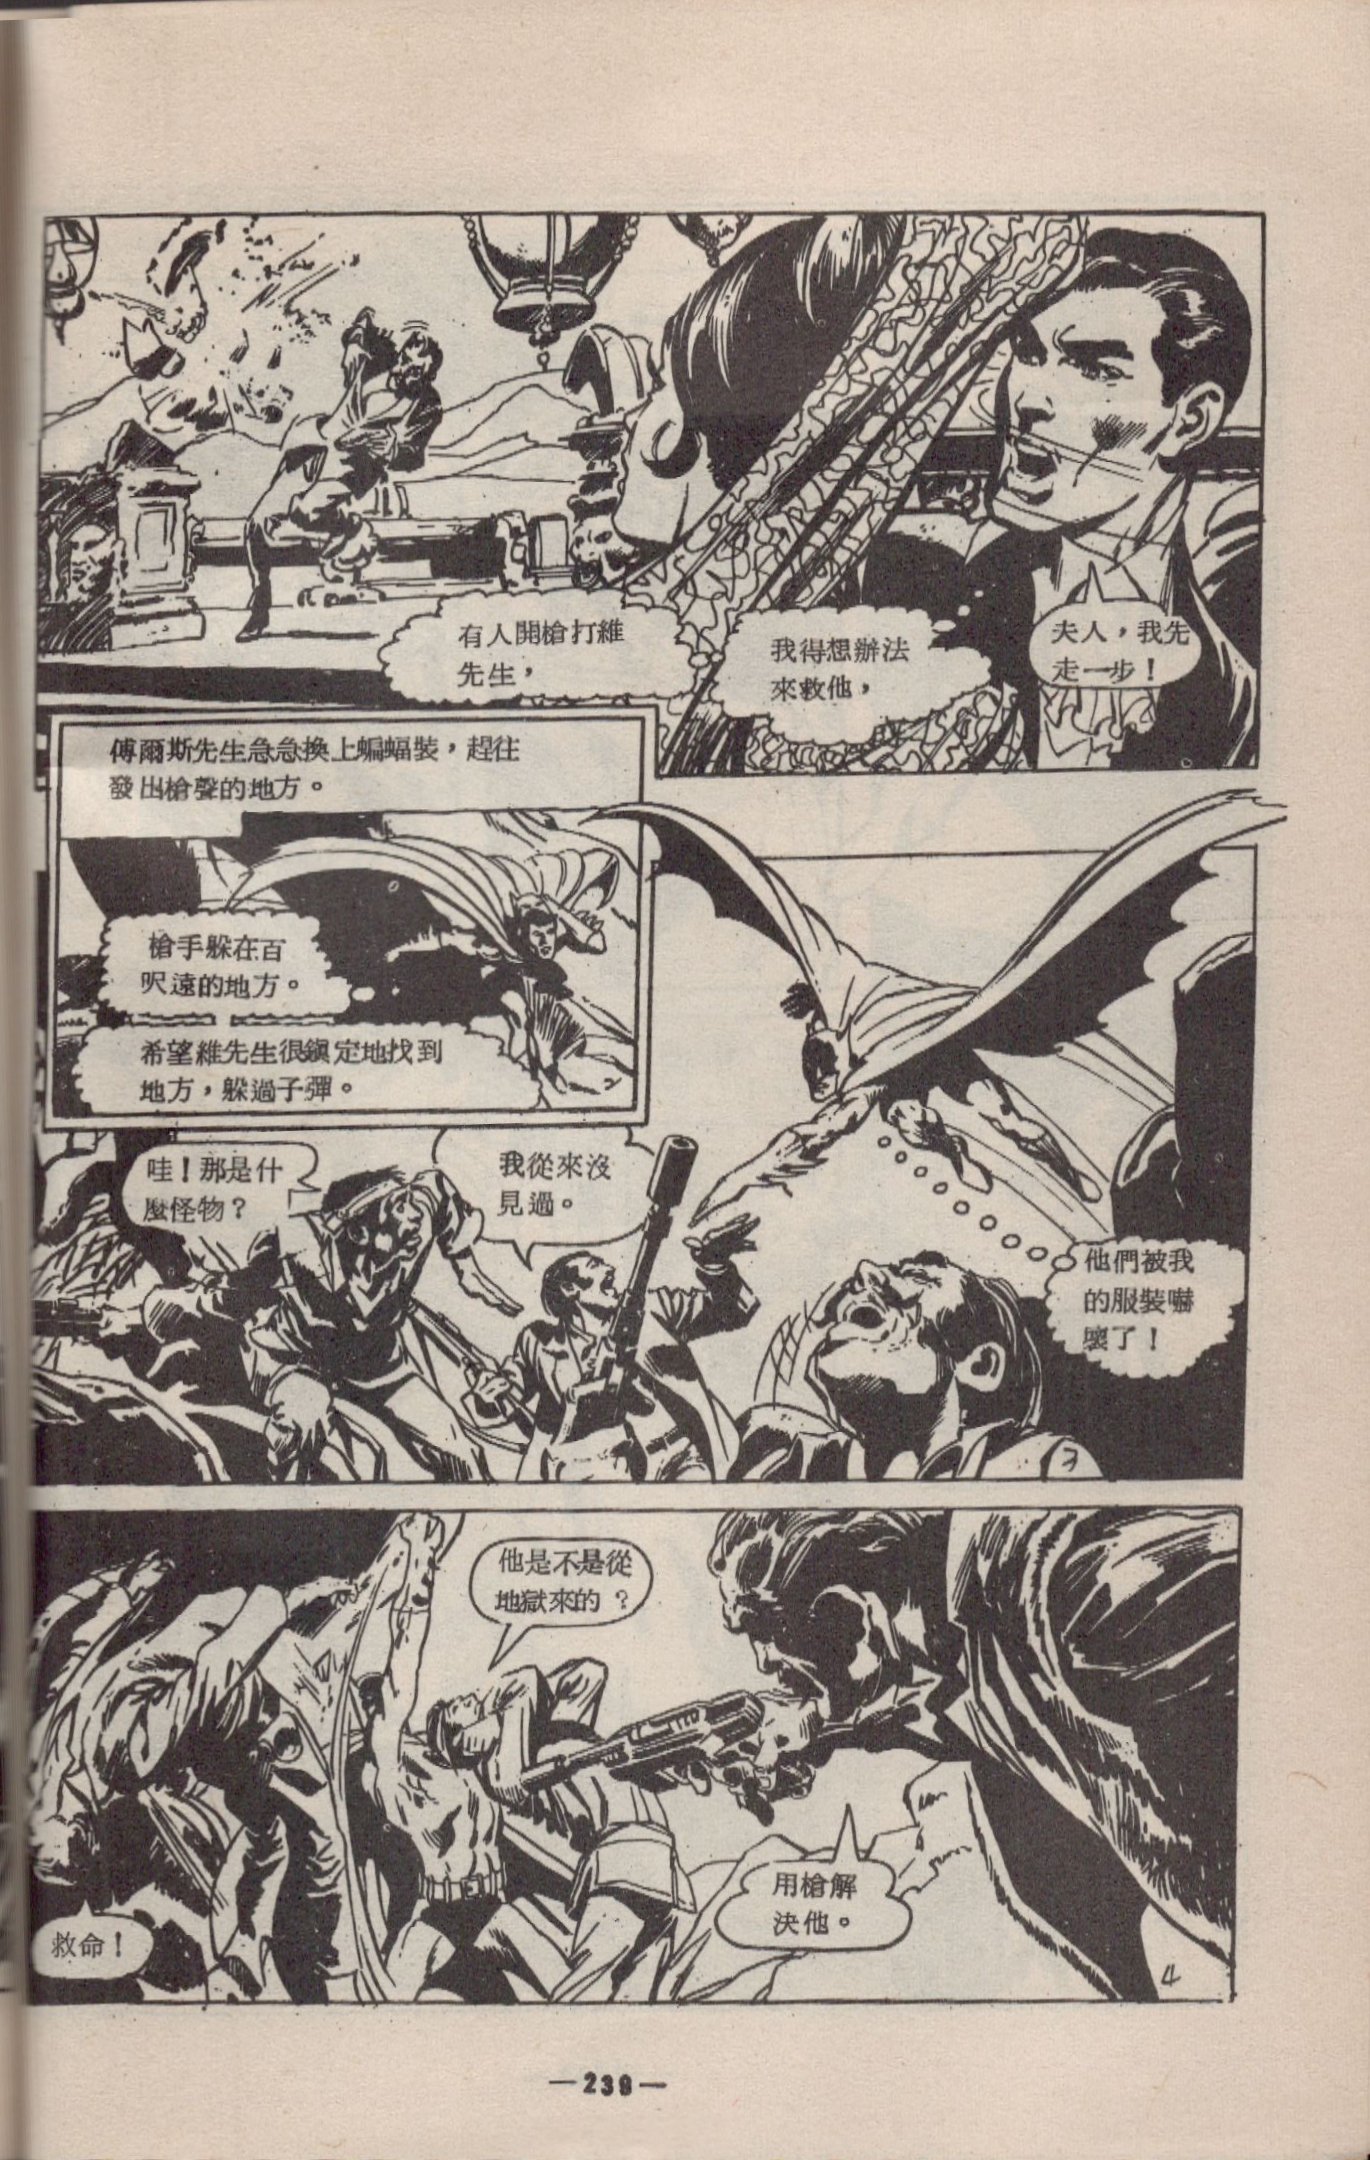 有人開槍打維
先生，
我得想辦法
來救他，
夫人，我先
走一步！
傅爾斯先生急急換上蝙蝠裝，趕往
發出槍聲的地方。
槍手躲在百
呎遠的地方。
希望維先生很鎮定地找到
地方，躲過子彈。
2
哇！那是什
麼怪物？
我從來沒
見過。
他們被我
的服裝嚇
壞了！
3
他是不是從
地獄來的？
用槍解
決他。
救命！
4
—239—